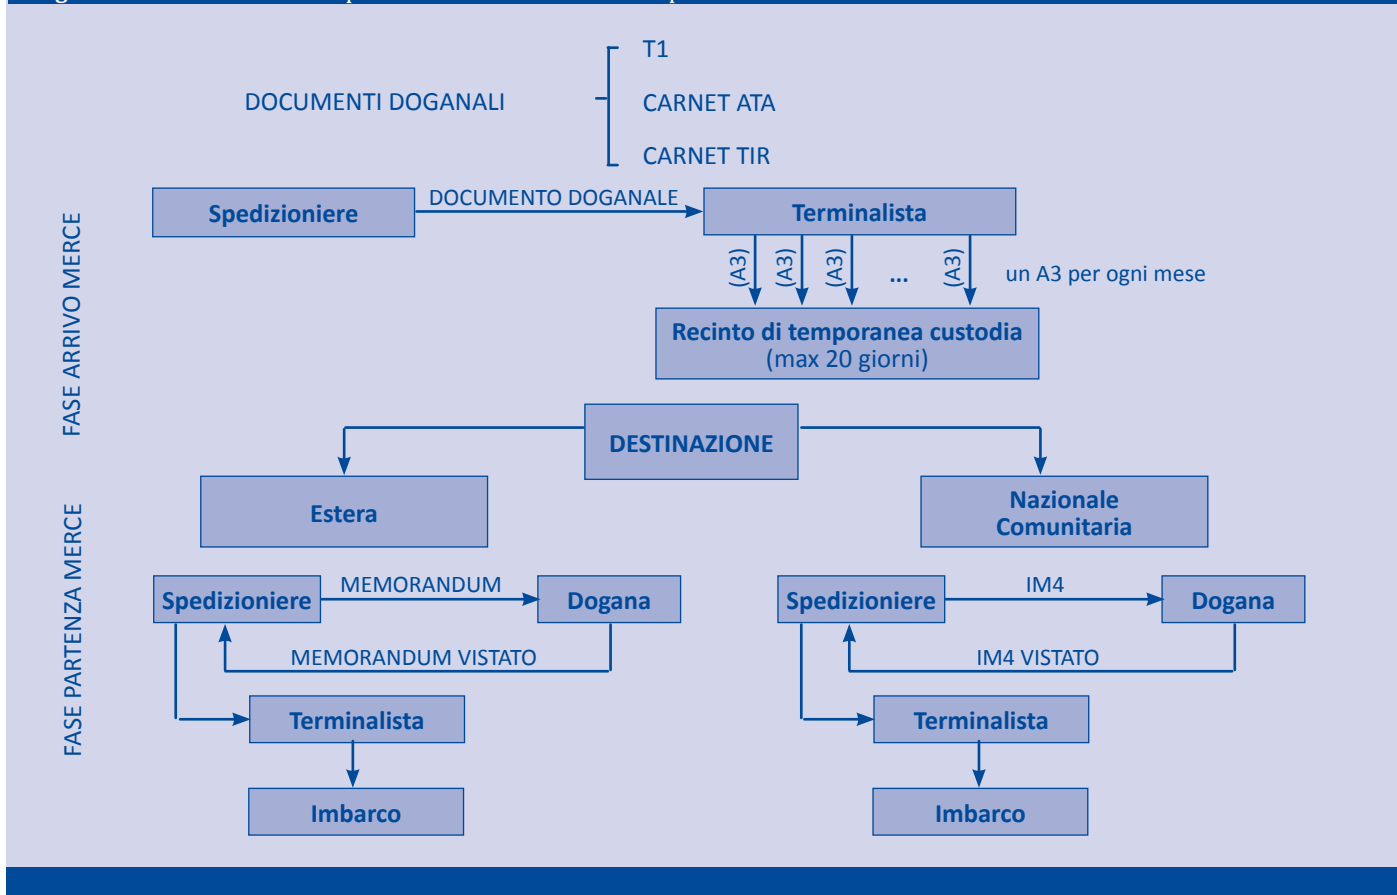 T1
DOCUMENTI DOGANALI
CARNET ATA
CARNET TIR
FASE ARRIVO MERCE
Spedizioniere
DOCUMENTO DOGANALE
Terminalista
(A3)
(A3)
(A3)
...
(A3)
un A3 per ogni mese
Recinto di temporanea custodia
(max 20 giorni)
DESTINAZIONE
Estera
Nazionale
Comunitaria
FASE PARTENZA MERCE
Spedizioniere
MEMORANDUM
Dogana
MEMORANDUM VISTATO
Terminalista
Imbarco
Spedizioniere
IM4
Dogana
IM4 VISTATO
Terminalista
Imbarco